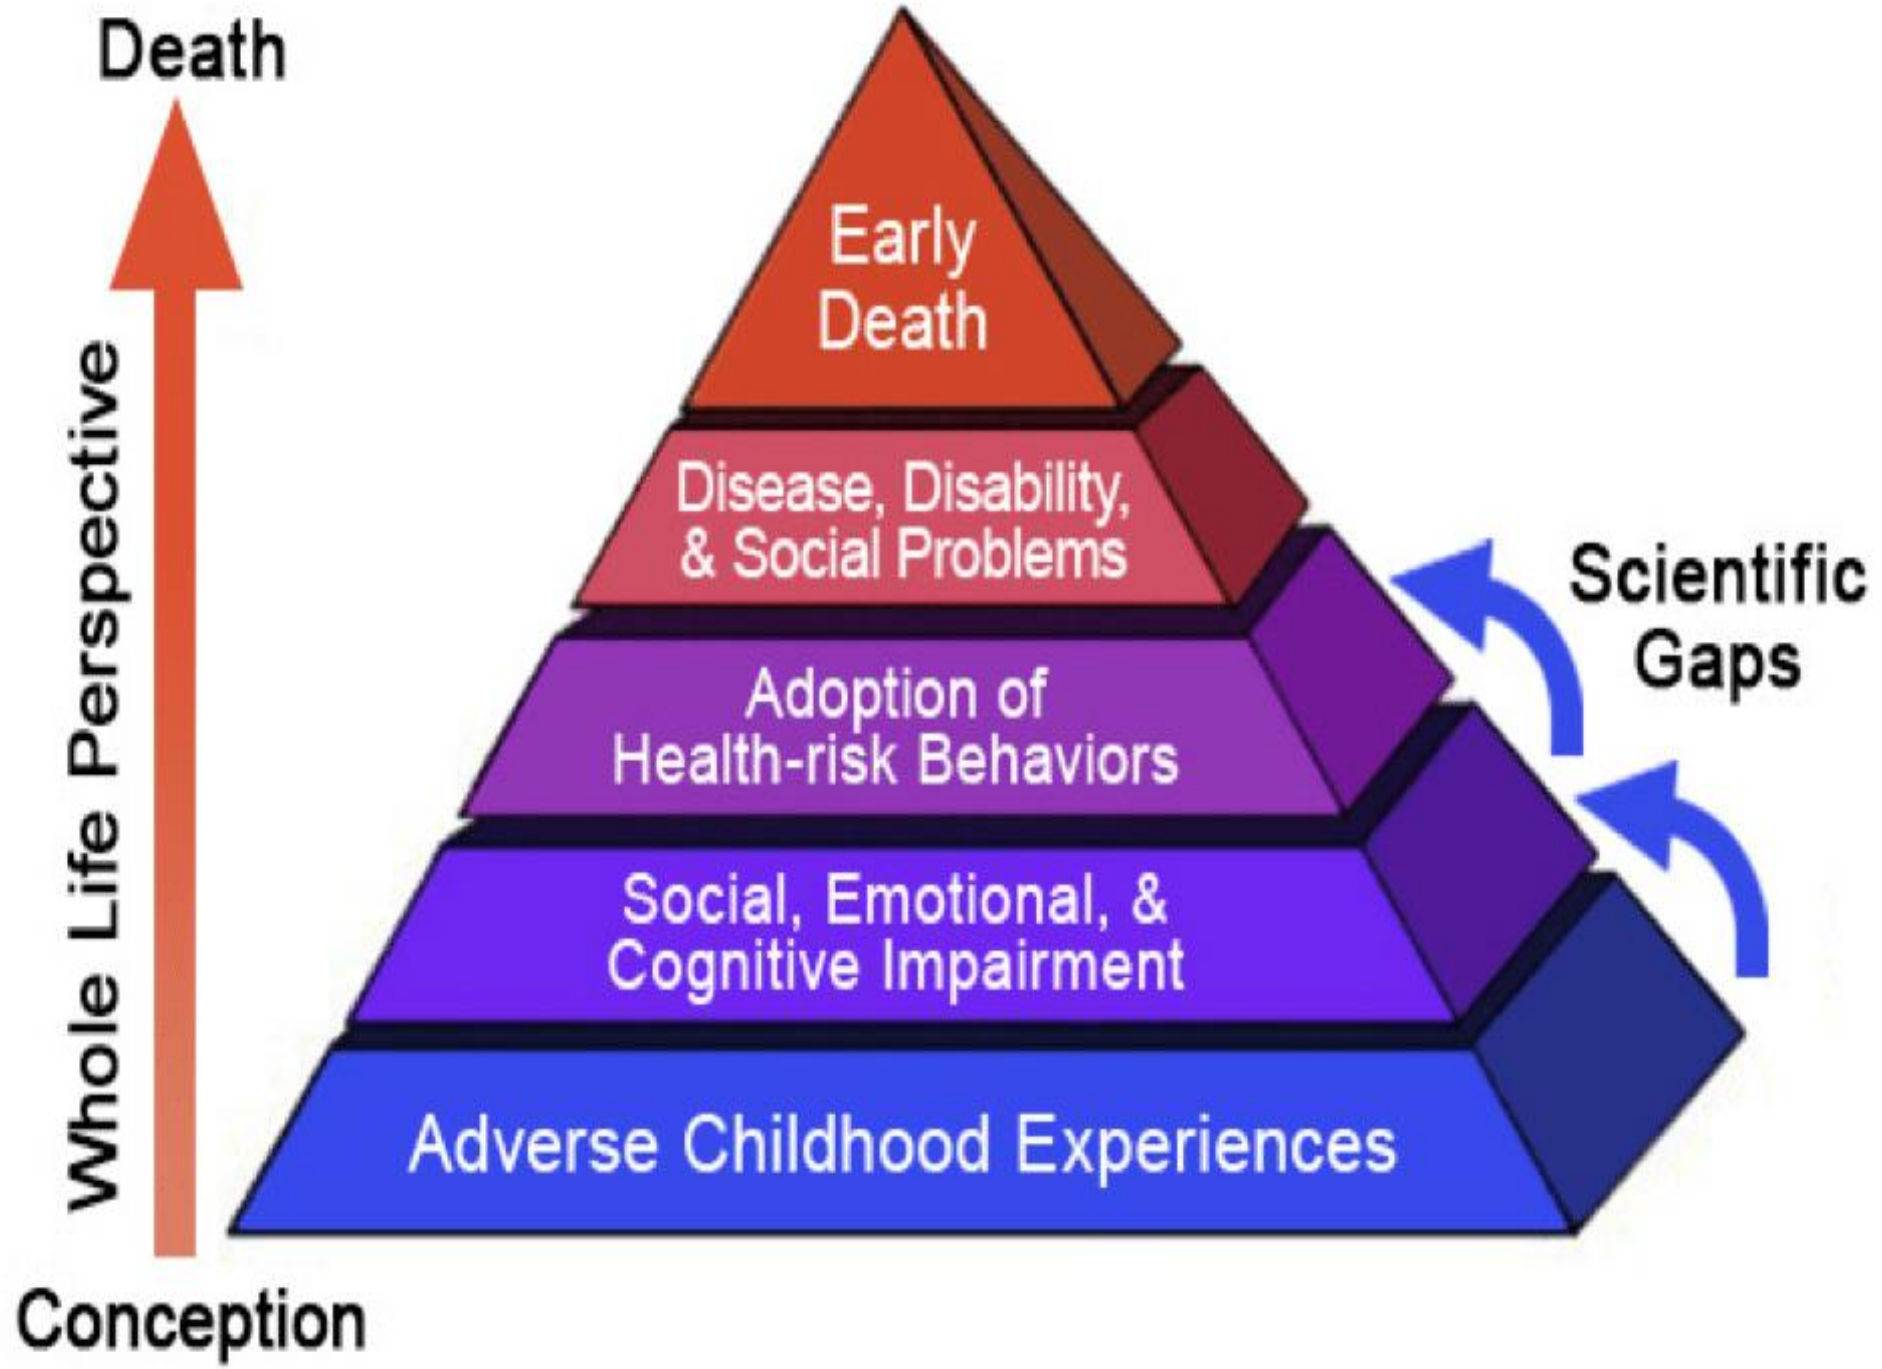 Death
Whole Life Perspective
Conception
Early
Death
Disease, Disability,
& Social Problems
Adoption of
Health-risk Behaviors
Social, Emotional, &
Cognitive Impairment
Adverse Childhood Experiences
Scientific
Gaps